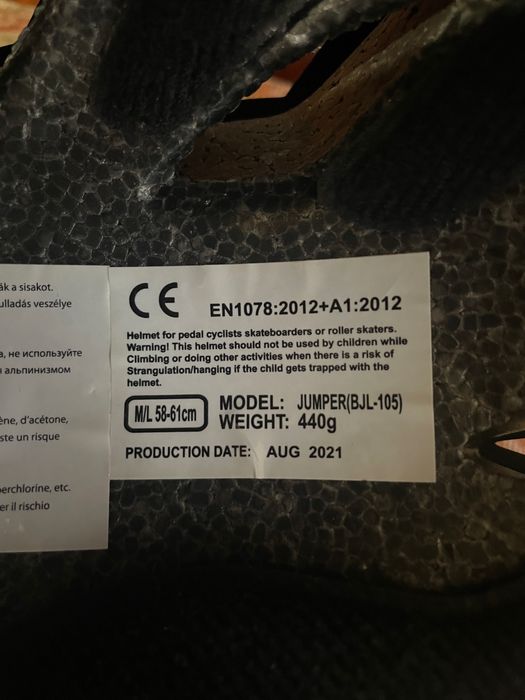 ák a sisakot.
ulladás veszélye
а, не используйте
я альпинизмом
ène, d'acétone,
ste un risque
perchlorine, etc.
er il rischio
CE EN1078:2012+A1:2012
Helmet for pedal cyclists skateboarders or roller skaters.
Warning! This helmet should not be used by children while
Climbing or doing other activities when there is a risk of
Strangulation/hanging if the child gets trapped with the
helmet.
M/L 58-61cm
MODEL: JUMPER(BJL-105)
WEIGHT: 440g
PRODUCTION DATE: AUG 2021